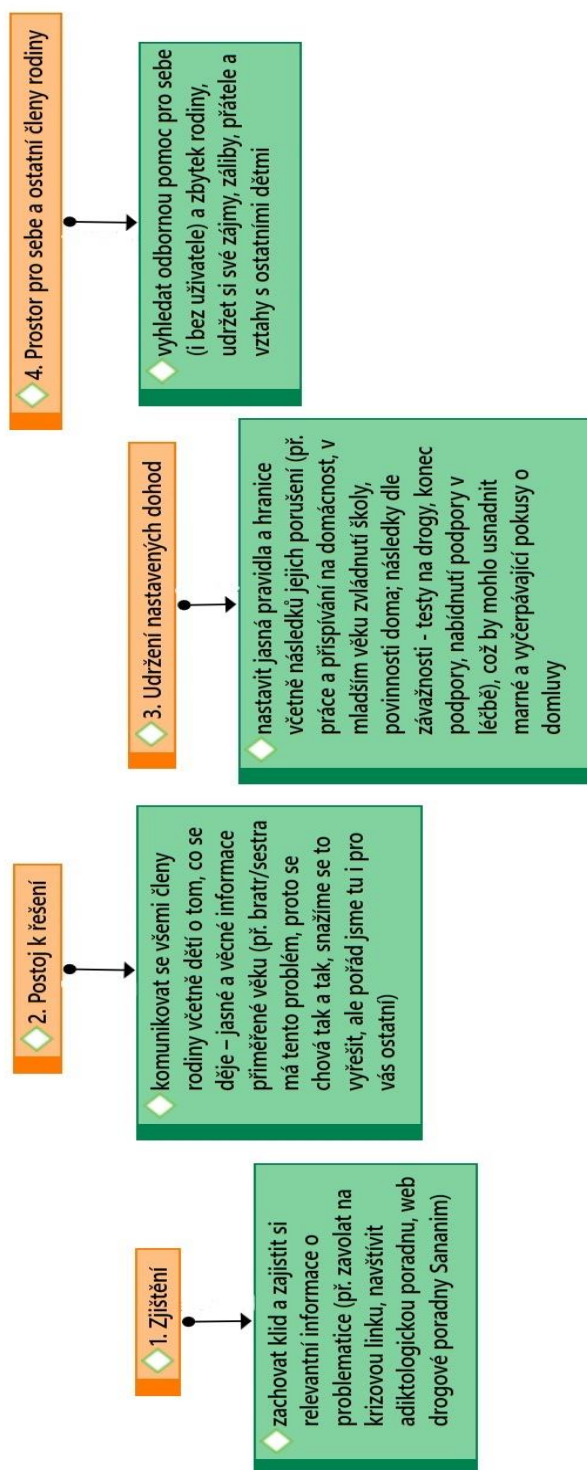 1. Zjištění
zachovat klid a zajistit si
relevantní informace o
problematice (př. zavolat na
krizovou linku, navštívit
adiktologickou poradnu, web
drogové poradny Sananim)
2. Postoj k řešení
komunikovat se všemi členy
rodiny včetně dětí o tom, co se
děje – jasné a věcné informace
přiměřené věku (př. bratr/sestra
má tento problém, proto se
chová tak a tak, snažíme se to
vyřešit, ale pořád jsme tu i pro
vás ostatní)
3. Udržení nastavených dohod
nastavit jasná pravidla a hranice
včetně následků jejich porušení (př.
práce a přispívání na domácnost, v
mladším věku zvládnutí školy,
povinnosti doma; následky dle
závažnosti - testy na drogy, konec
podpory, nabídnutí podpory v
léčbě), což by mohlo usnadnit
marné a vyčerpávající pokusy o
domluvy
4. Prostor pro sebe a ostatní členy rodiny
vyhledat odbornou pomoc pro sebe
(i bez uživatele) a zbytek rodiny,
udržet si své zájmy, záliby, přátele a
vztahy s ostatními dětmi